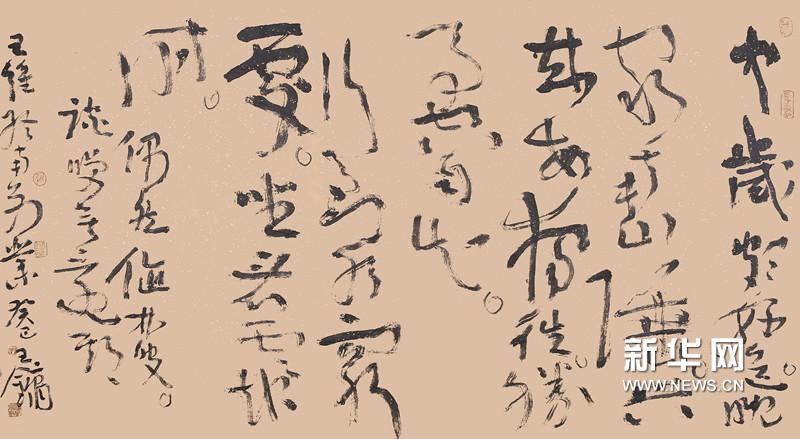 中歲頗好道。晚
家南山陲。興
來每獨往勝
事空自知。
行到水窮
處。坐看雲起
時。
偶然值林叟。
談笑無還期
王維終南別業癸巳王鏞
新华网
WWW.NEWS.CN